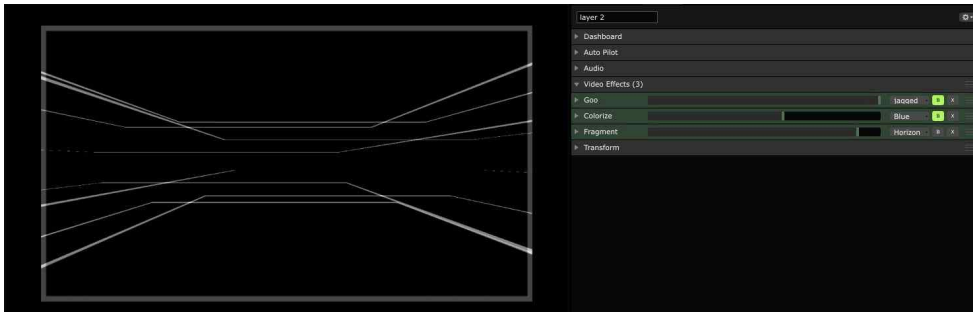 layer 2
Dashboard
Auto Pilot
Audio
Video Effects (3)
Goo Jagged B X
Colorize Blue B X
Fragment Horizon B X
Transform